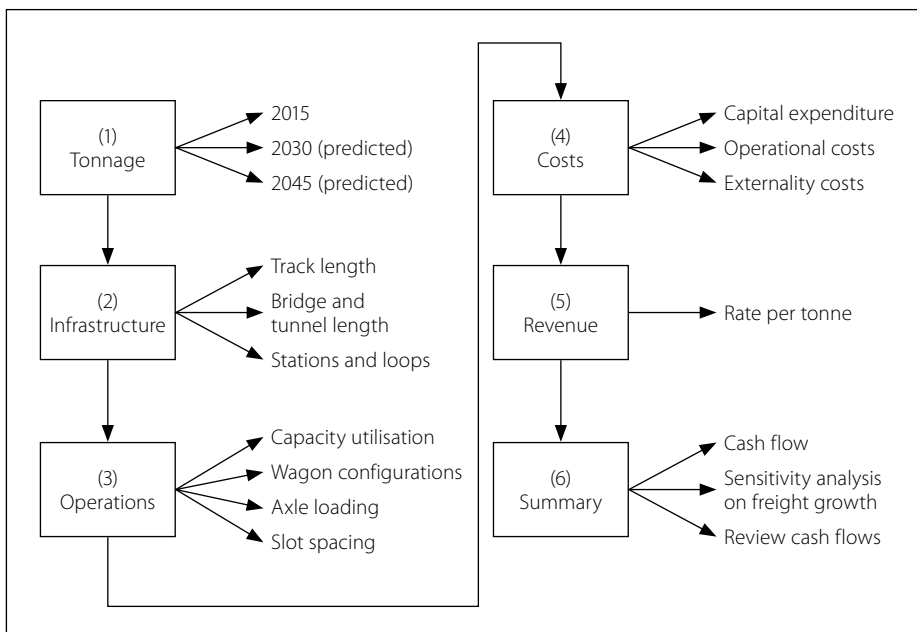 (1)
Tonnage
2015
2030 (predicted)
2045 (predicted)
(2)
Infrastructure
Track length
Bridge and
tunnel length
Stations and loops
(3)
Operations
Capacity utilisation
Wagon configurations
Axle loading
Slot spacing
(4)
Costs
Capital expenditure
Operational costs
Externality costs
(5)
Revenue
Rate per tonne
(6)
Summary
Cash flow
Sensitivity analysis
on freight growth
Review cash flows